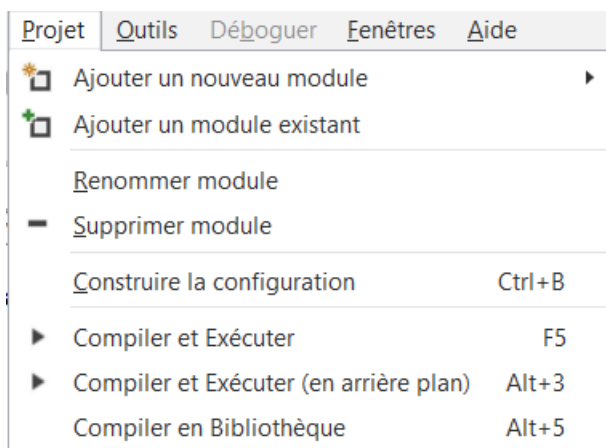 Projet Outils Déboguer Fenêtres Aide
Ajouter un nouveau module
Ajouter un module existant
Renommer module
Supprimer module
Construire la configuration Ctrl+B
Compiler et Exécuter F5
Compiler et Exécuter (en arrière plan) Alt+3
Compiler en Bibliothèque Alt+5